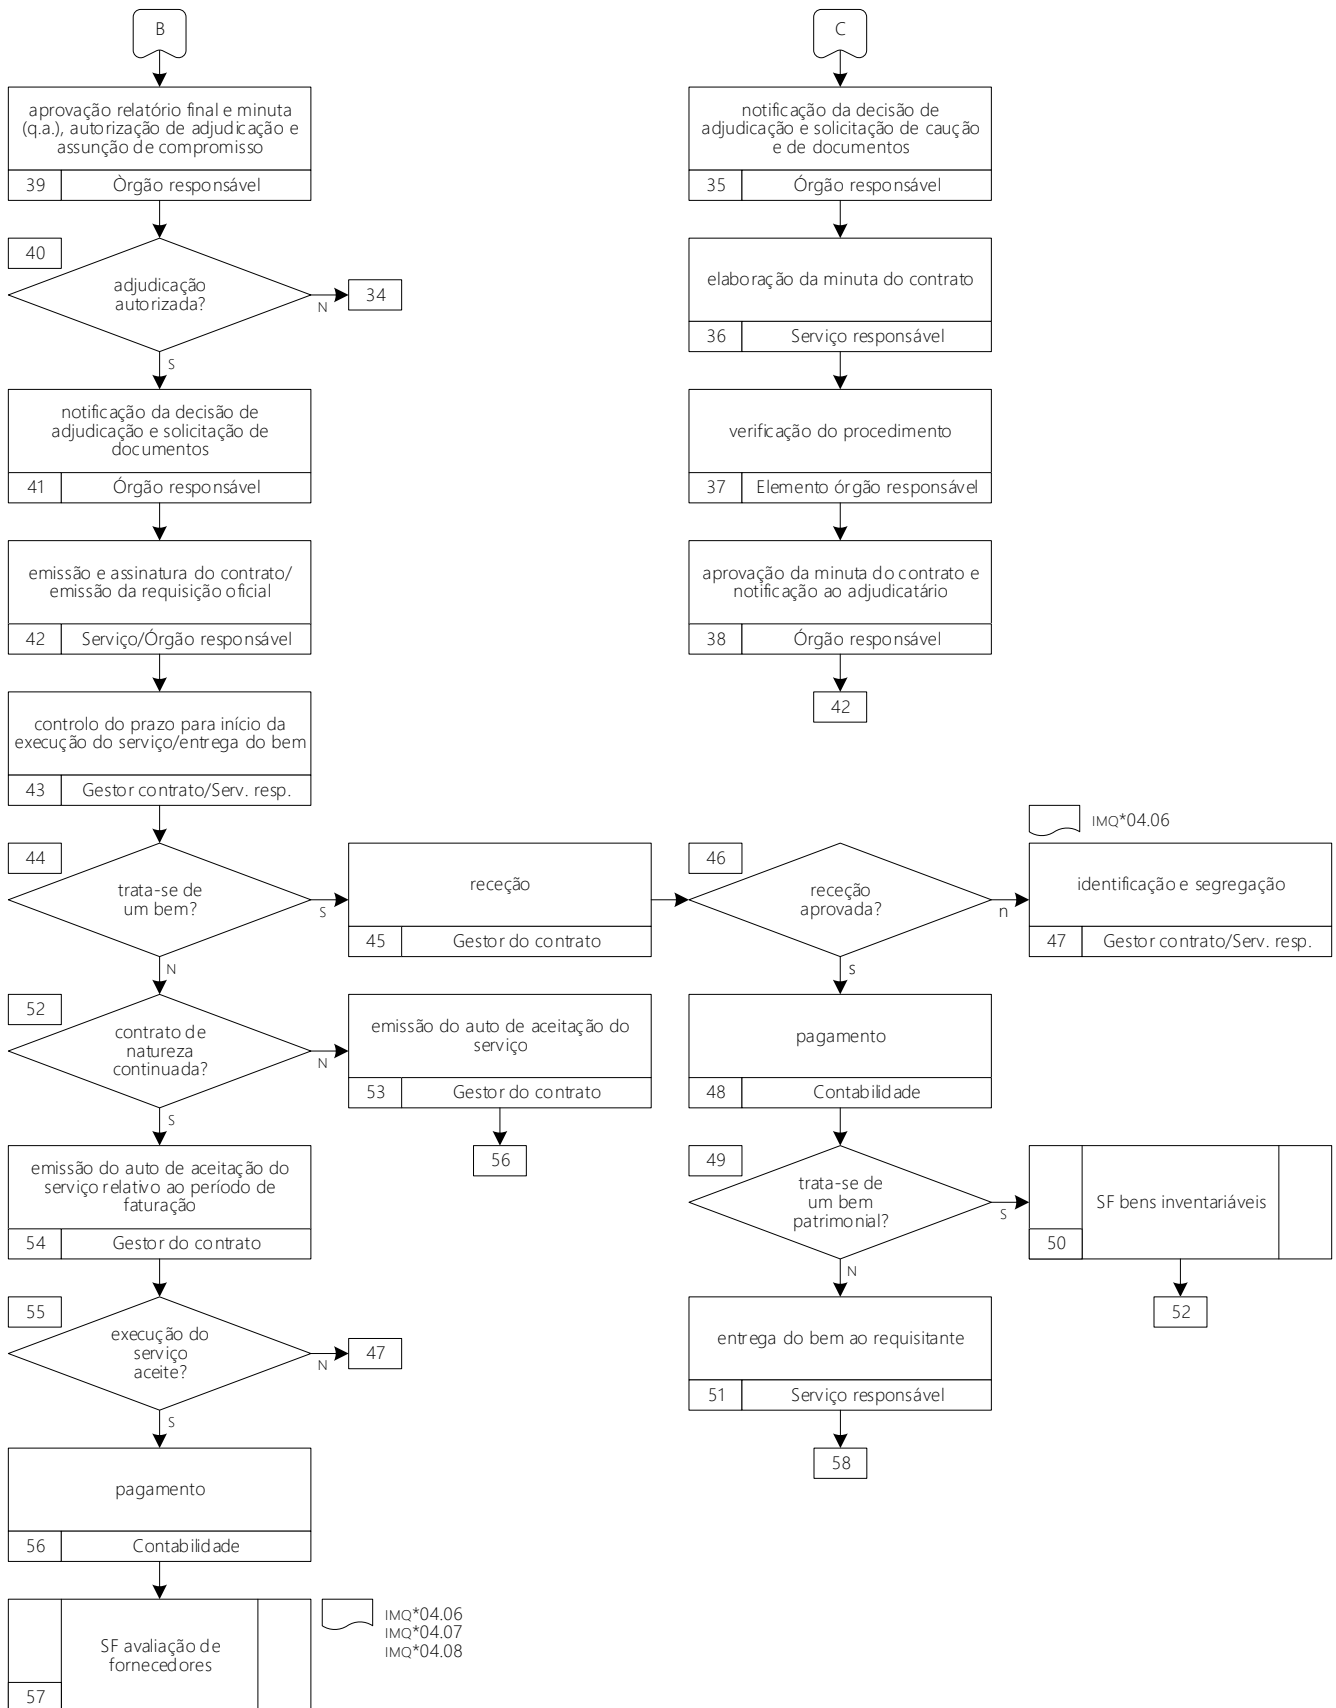 B
aprovação relatório final e minuta
(q.a.), autorização de adjudicação e
assunção de compromisso
39 Òrgão responsável
40
adjudicação
autorizada?
N
34
S
notificação da decisão de
adjudicação e solicitação de
documentos
41 Órgão responsável
emissão e assinatura do contrato/
emissão da requisição oficial
42 Serviço/Órgão responsável
controlo do prazo para início da
execução do serviço/entrega do bem
43 Gestor contrato/Serv. resp.
44
trata-se de
um bem?
S
N
receção
45 Gestor do contrato
52
contrato de
natureza
continuada?
N
S
emissão do auto de aceitação do
serviço
53 Gestor do contrato
56
emissão do auto de aceitação do
serviço relativo ao período de
faturação
54 Gestor do contrato
55
execução do
serviço
aceite?
N
47
S
pagamento
56 Contabilidade
SF avaliação de
fornecedores
57
IMQ*04.06
IMQ*04.07
IMQ*04.08
C
notificação da decisão de
adjudicação e solicitação de caução
e de documentos
35 Órgão responsável
elaboração da minuta do contrato
36 Serviço responsável
verificação do procedimento
37 Elemento órgão responsável
aprovação da minuta do contrato e
notificação ao adjudicatário
38 Órgão responsável
42
46
receção
aprovada?
n
S
IMQ*04.06
identificação e segregação
47 Gestor contrato/Serv. resp.
pagamento
48 Contabilidade
49
trata-se de
um bem
patrimonial?
S
N
SF bens inventariáveis
50
52
entrega do bem ao requisitante
51 Serviço responsável
58